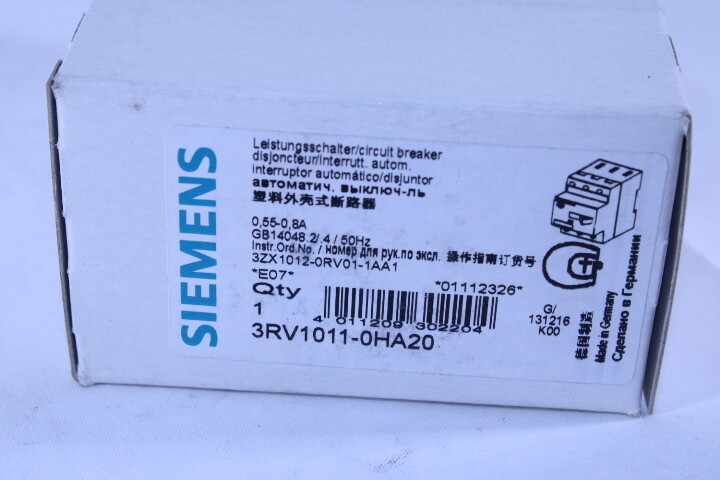 SIEMENS
Leistungsschalter/circuit breaker
disjoncteur/interrutt. autom.
interruptor automático/disjuntor
автоматич. выключ-ль
塑料外壳式断路器
0,55-0,8A
GB14048.2/.4 / 50Hz
Instr.Ord.No./ номер для рук.по экспл. 操作指南订货号
3ZX1012-0RV01-1AA1
*E07*
*01112326*
Qty
1
4 011209 302204
3RV1011-0HA20
G/
131216
K00
德国制造
Made in Germany
Сделано в Германии